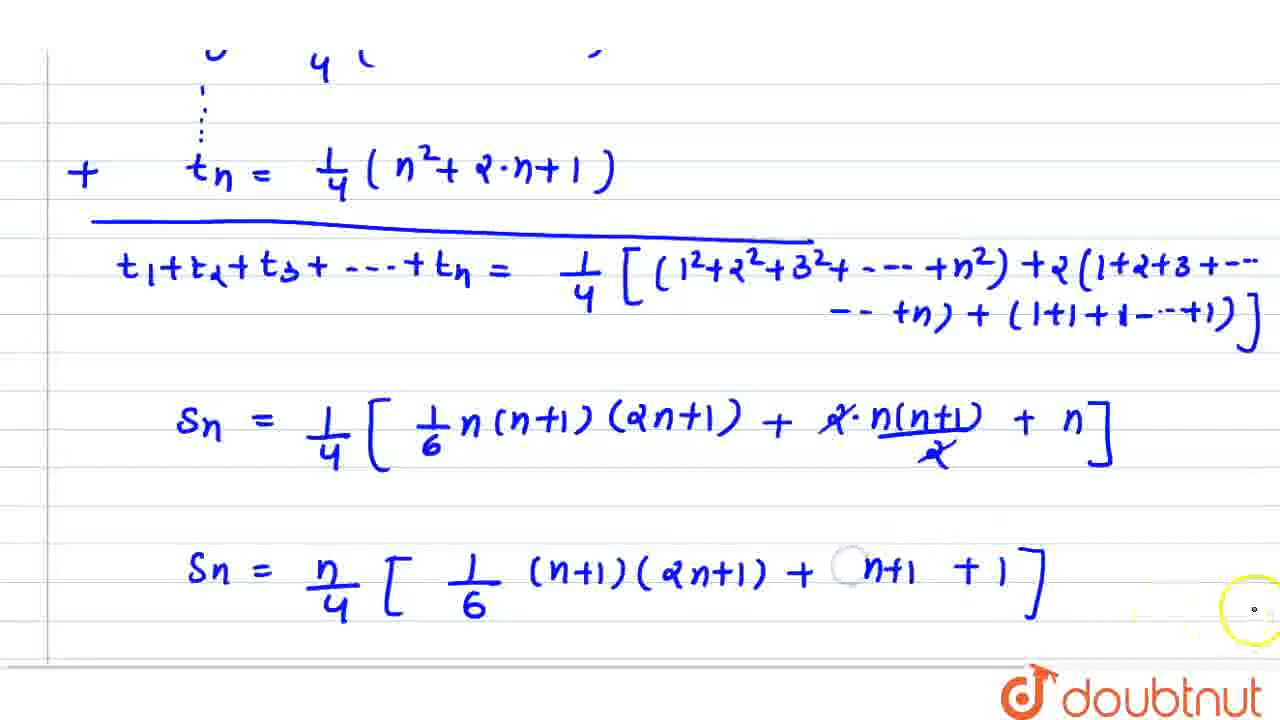 4 (
+ tn = 1/4 ( n² + 2·n + 1 )
t1 + t2 + t3 + ---- + tn = 1/4 [ (1² + 2² + 3² + ---- + n²) + 2 ( 1 + 2 + 3 + ---
-- + n) + (1 + 1 + 1 --- + 1) ]
Sn = 1/4 [ 1/6 n (n+1) (2n+1) + 2· n(n+1)/2 + n ]
Sn = n/4 [ 1/6 (n+1) (2n+1) + n+1 + 1 ]
doubtnut